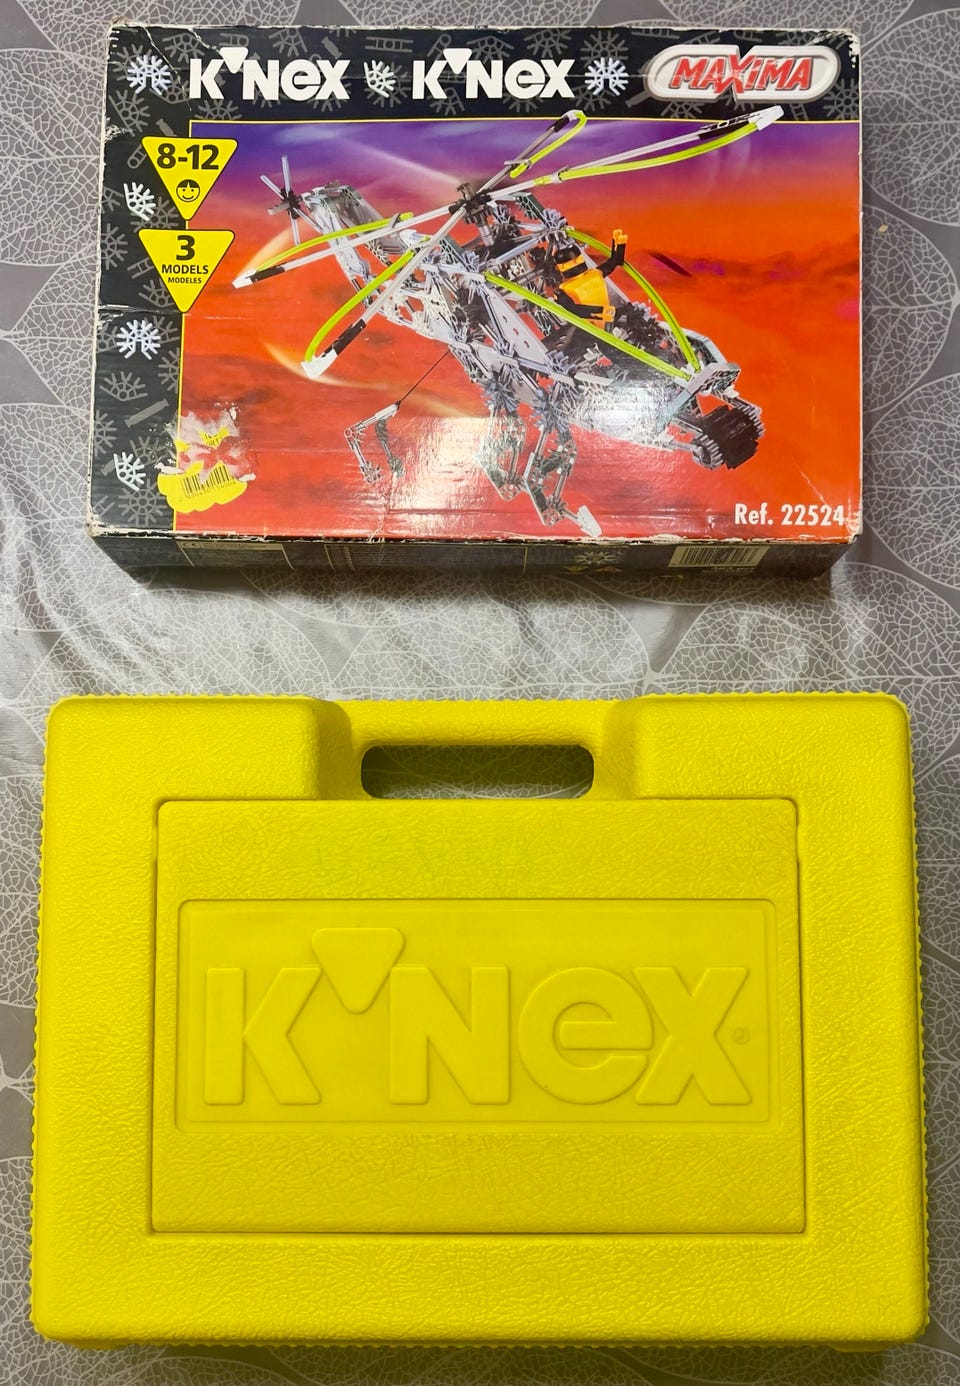 K'NEX K'NEX MAXiMA
8-12
3
MODELS
MODELES
Ref. 22524
K'NEX ®